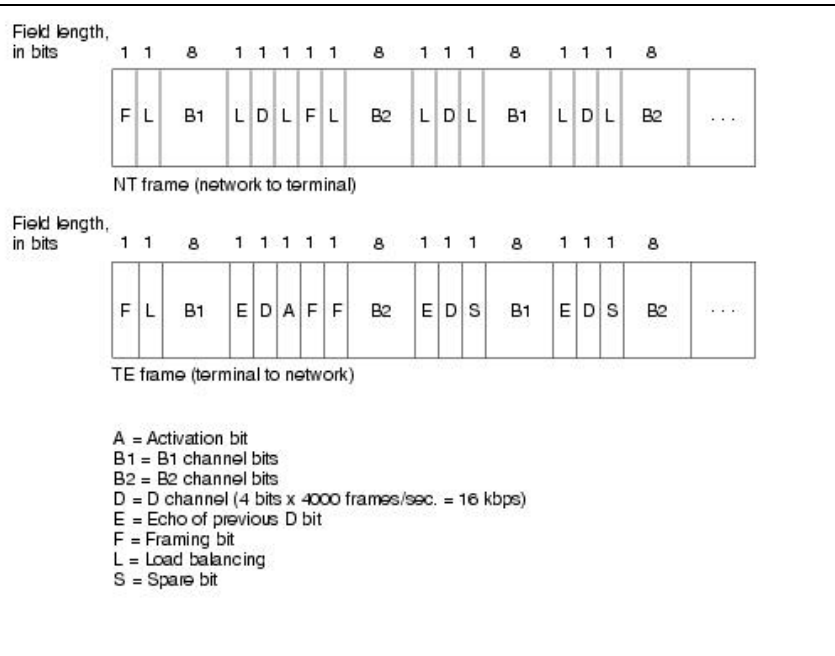 Field length,
in bits 1 1 8 1 1 1 1 1 8 1 1 1 8 1 1 1 8
F L B1 L D L F L B2 L D L B1 L D L B2 . . .
NT frame (network to terminal)
Field length,
in bits 1 1 8 1 1 1 1 1 8 1 1 1 8 1 1 1 8
F L B1 E D A F F B2 E D S B1 E D S B2 . . .
TE frame (terminal to network)
A = Activation bit
B1 = B1 channel bits
B2 = B2 channel bits
D = D channel (4 bits x 4000 frames/sec. = 16 kbps)
E = Echo of previous D bit
F = Framing bit
L = Load balancing
S = Spare bit